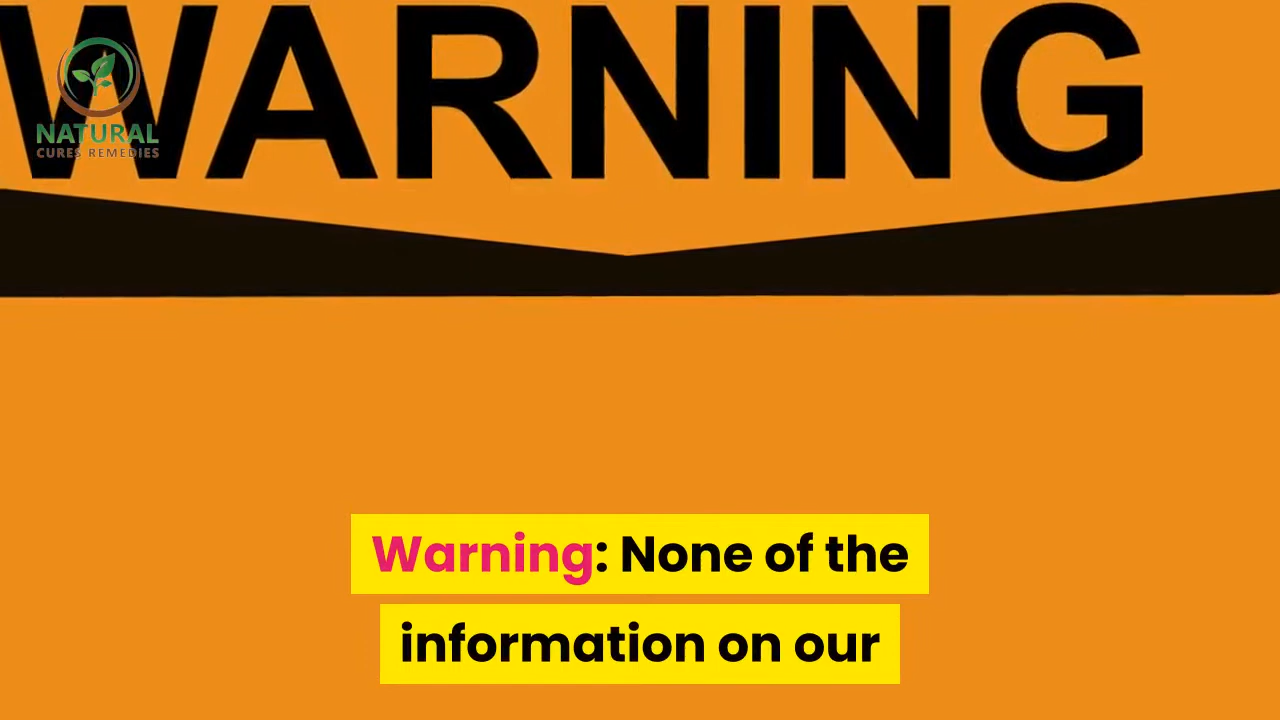 WARNING
NATURAL
CURES REMEDIES
Warning: None of the
information on our